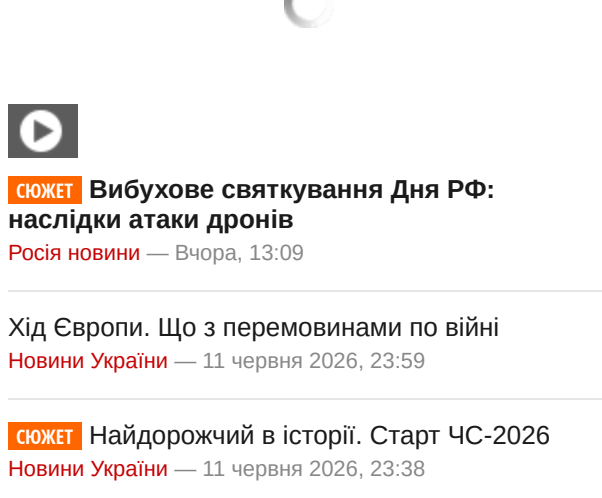 СЮЖЕТ Вибухове святкування Дня РФ:
наслідки атаки дронів
Росія новини — Вчора, 13:09
Хід Європи. Що з перемовинами по війні
Новини України — 11 червня 2026, 23:59
СЮЖЕТ Найдорожчий в історії. Старт ЧС-2026
Новини України — 11 червня 2026, 23:38